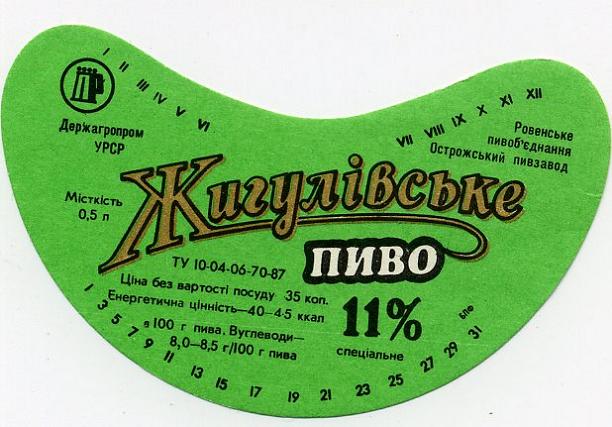 I II III IV V VI
VII VIII IX X XI XII
Держагропром
УРСР
Ровенське
пивоб'єднання
Острожський пивзавод
Місткість
0,5 л
Жигулівське
пиво
ТУ 10-04-06-70-87
Ціна без вартості посуду 35 коп.
Енергетична цінність—40—45 ккал
в 100 г пива. Вуглеводи—
8,0—8,5 г/100 г пива
11%
спеціальне
1 3 5 7 9 11 13 15 17 19 21 23 25 27 29 31